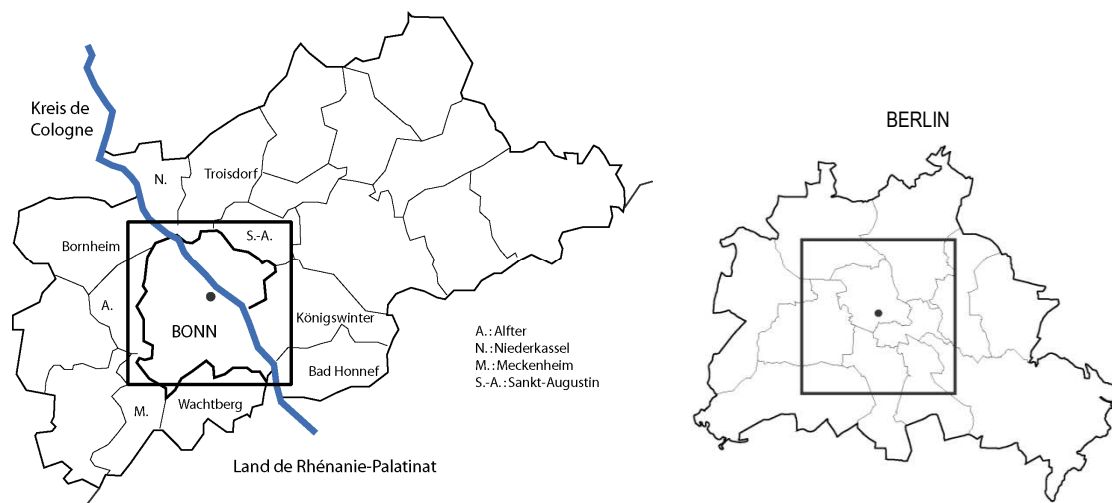 Kreis de
Cologne
N.
Troisdorf
Bornheim
S.-A.
A.
BONN
Königswinter
Bad Honnef
M.
Wachtberg
Land de Rhénanie-Palatinat
A. : Alfter
N. : Niederkassel
M. : Meckenheim
S.-A. : Sankt-Augustin
BERLIN